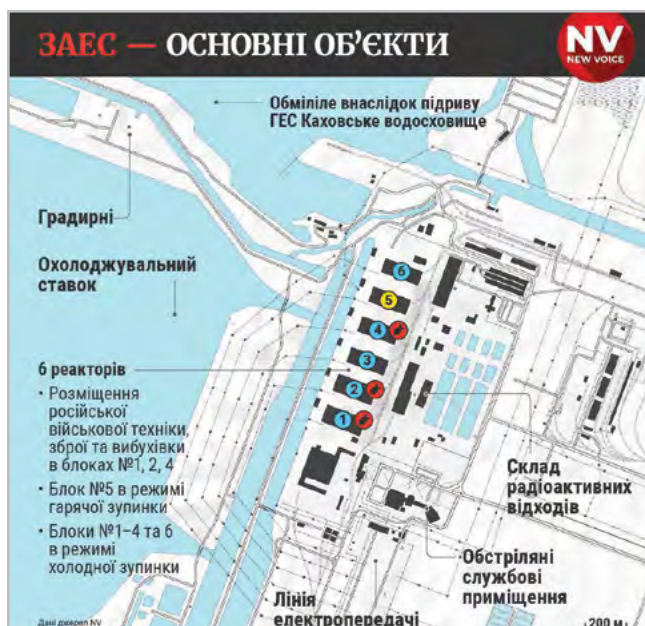 ЗАЕС — ОСНОВНІ ОБ’ЄКТИ
NV
NEW VOICE
Обміліле внаслідок підриву
ГЕС Каховське водосховище
Градирні
Охолоджувальний
ставок
6
5
4
3
2
1
6 реакторів
• Розміщення
російської
військової техніки,
зброї та вибухівки
в блоках №1, 2, 4
• Блок №5 в режимі
гарячої зупинки
• Блоки №1–4 та 6
в режимі
холодної зупинки
Склад
радіоактивних
відходів
Обстріляні
службові
приміщення
Лінія
електропередачі
Дані джерел NV
200 м